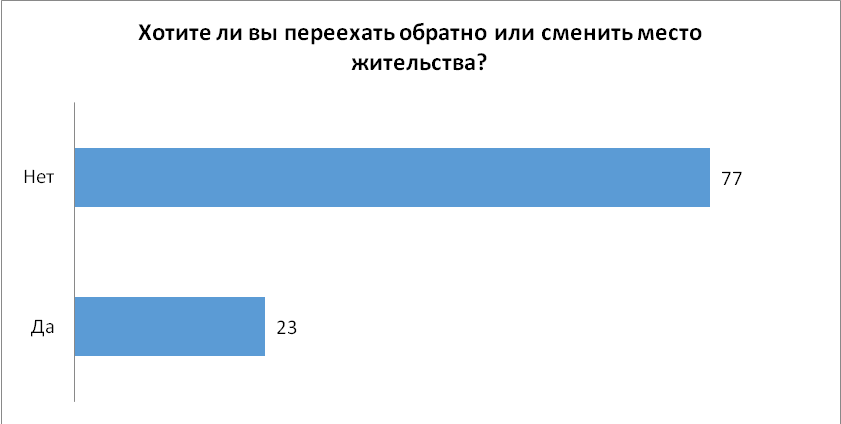 Хотите ли вы переехать обратно или сменить место
жительства?
Нет
77
Да
23